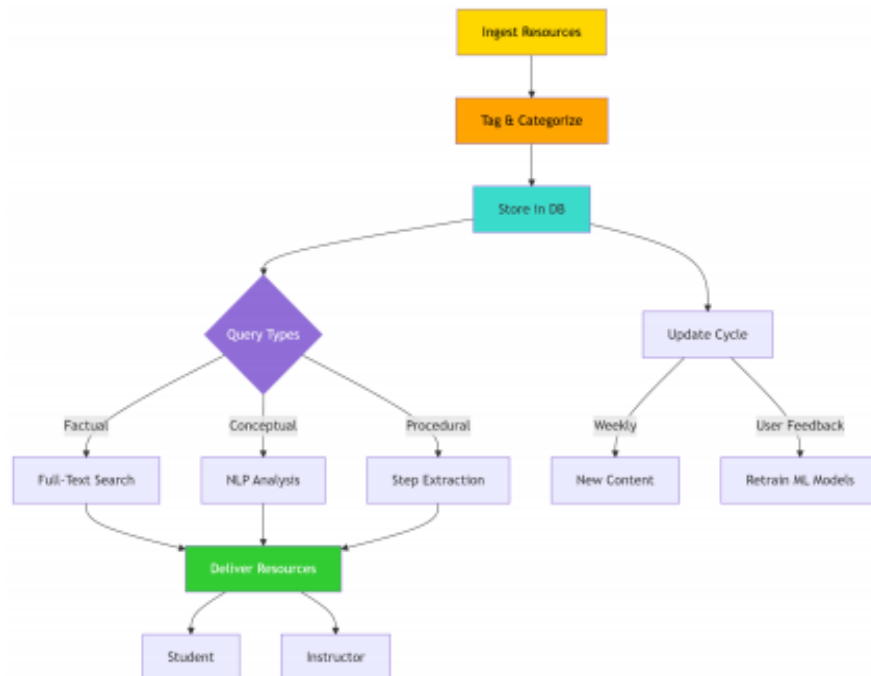 Ingest Resources
Tag & Categorize
Store in DB
Query Types
Update Cycle
Factual
Conceptual
Procedural
Weekly
User Feedback
Full-Text Search
NLP Analysis
Step Extraction
New Content
Retrain ML Models
Deliver Resources
Student
Instructor